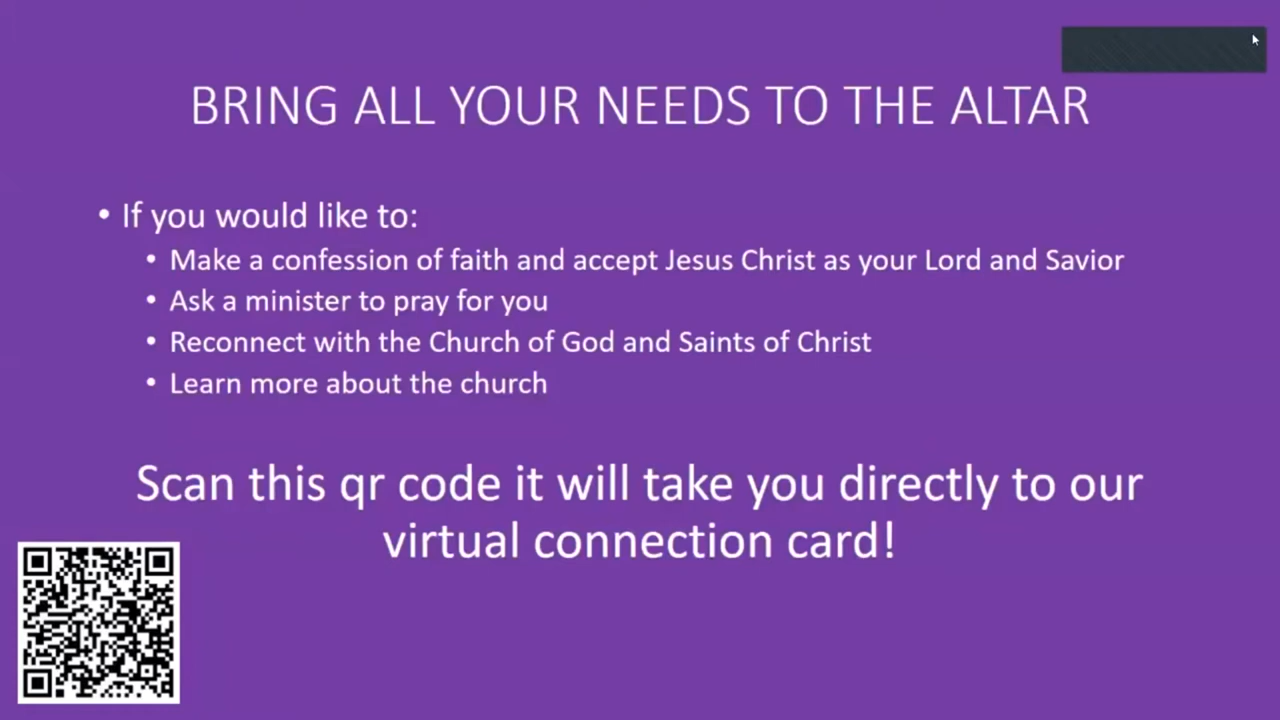 BRING ALL YOUR NEEDS TO THE ALTAR
• If you would like to:
• Make a confession of faith and accept Jesus Christ as your Lord and Savior
• Ask a minister to pray for you
• Reconnect with the Church of God and Saints of Christ
• Learn more about the church
Scan this qr code it will take you directly to our
virtual connection card!